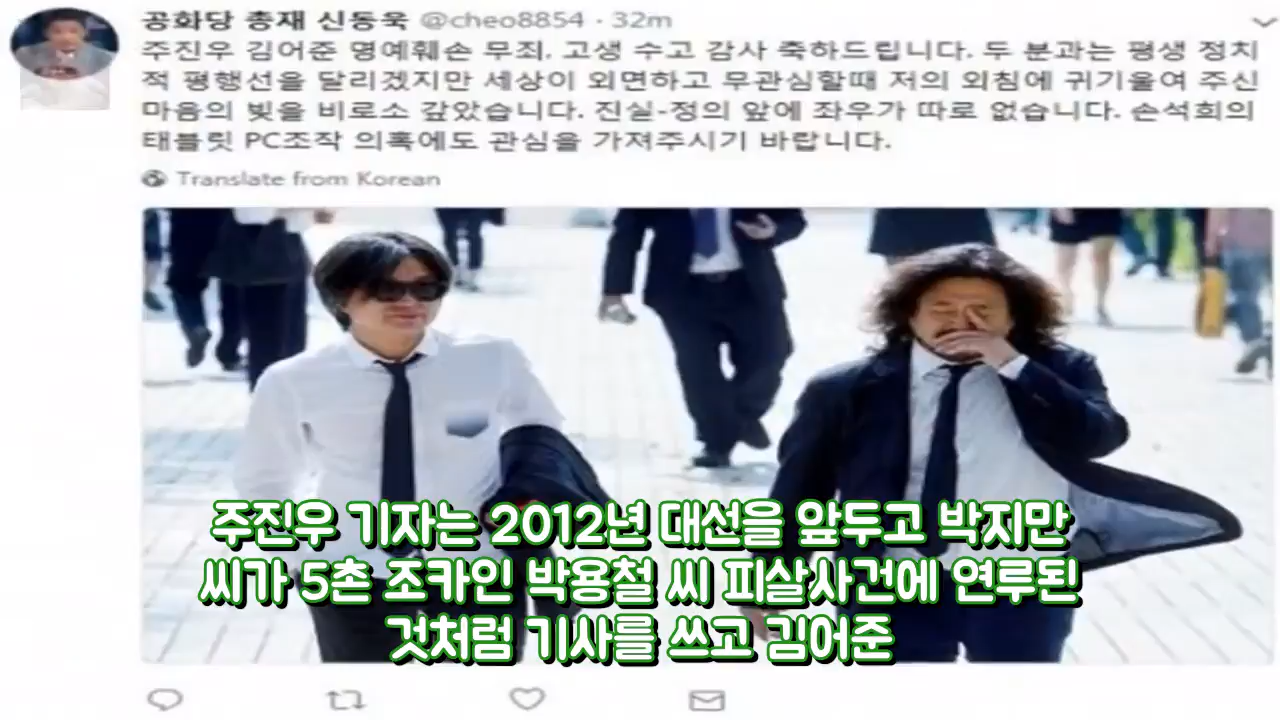 공화당 총재 신동욱 @cheo8854 · 32m
주진우 김어준 명예훼손 무죄. 고생 수고 감사 축하드립니다. 두 분과는 평생 정치
적 평행선을 달리겠지만 세상이 외면하고 무관심할때 저의 외침에 귀기울여 주신
마음의 빚을 비로소 갚았습니다. 진실-정의 앞에 좌우가 따로 없습니다. 손석희의
태블릿 PC조작 의혹에도 관심을 가져주시기 바랍니다.
Translate from Korean
주진우 기자는 2012년 대선을 앞두고 박지만
씨가 5촌 조카인 박용철 씨 피살사건에 연루된
것처럼 기사를 쓰고 김어준